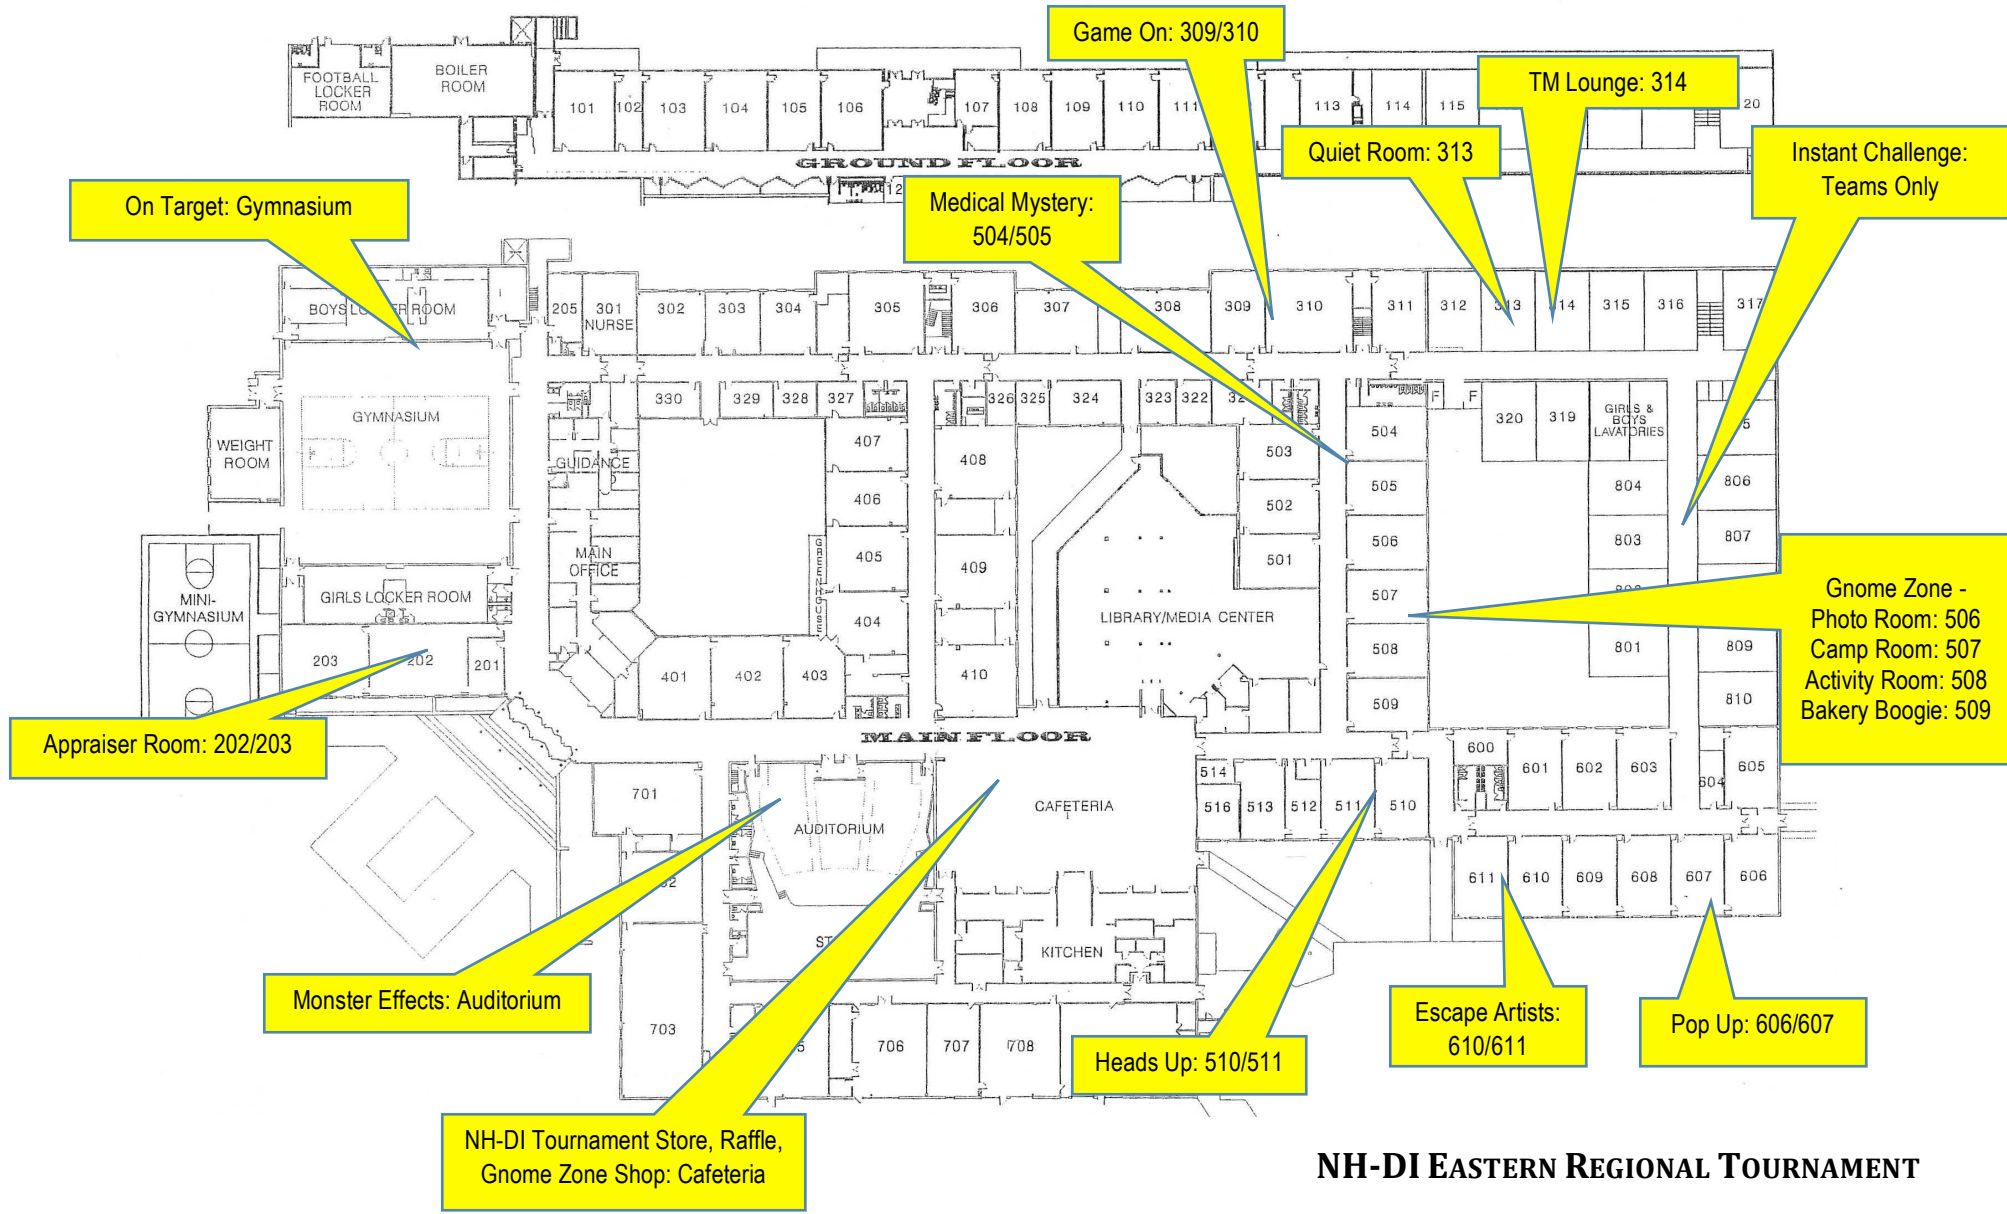 Game On: 309/310
TM Lounge: 314
Quiet Room: 313
Instant Challenge:
Teams Only
On Target: Gymnasium
Medical Mystery:
504/505
FOOTBALL
LOCKER
ROOM
BOILER
ROOM
101
102
103
104
105
106
107
108
109
110
111
113
114
115
GROUND FLOOR
BOYS LOCKER ROOM
205
301
NURSE
302
303
304
305
306
307
308
309
310
311
312
313
314
315
316
317
330
329
328
327
326
325
324
323
322
320
319
GIRLS &
BOYS
LAVATORIES
GYMNASIUM
WEIGHT
ROOM
GUIDANCE
MAIN
OFFICE
GREENHOUSE
407
406
405
404
408
409
410
503
502
501
504
505
506
507
508
509
804
803
801
806
807
809
810
MINI-
GYMNASIUM
GIRLS LOCKER ROOM
203
202
201
401
402
403
LIBRARY/MEDIA CENTER
Gnome Zone -
Photo Room: 506
Camp Room: 507
Activity Room: 508
Bakery Boogie: 509
Appraiser Room: 202/203
MAIN FLOOR
701
AUDITORIUM
CAFETERIA
514
516
513
512
511
510
600
601
602
603
604
605
611
610
609
608
607
606
KITCHEN
703
706
707
708
Monster Effects: Auditorium
Heads Up: 510/511
Escape Artists:
610/611
Pop Up: 606/607
NH-DI Tournament Store, Raffle,
Gnome Zone Shop: Cafeteria
NH-DI EASTERN REGIONAL TOURNAMENT